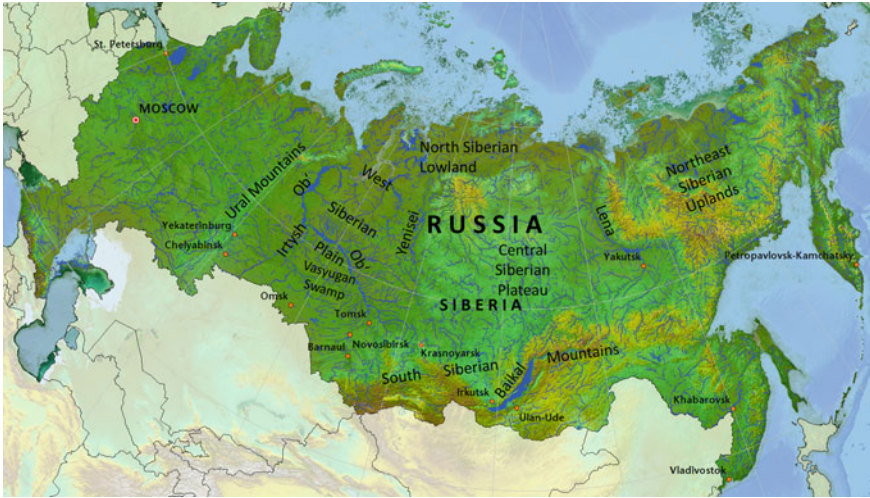 St. Petersburg
MOSCOW
North Siberian
Lowland
Northeast
Siberian
Uplands
Ural Mountains
Ob'
West
Siberian
Plain
Irtysh
Ob'
Yenisei
Lena
RUSSIA
Central
Siberian
Plateau
SIBERIA
Yekaterinburg
Chelyabinsk
Vasyugan
Swamp
Yakutsk
Petropavlovsk-Kamchatsky
Omsk
Tomsk
Novosibirsk
Barnaul
Krasnoyarsk
South Siberian Mountains
Baikal
Irkutsk
Ulan-Ude
Khabarovsk
Vladivostok